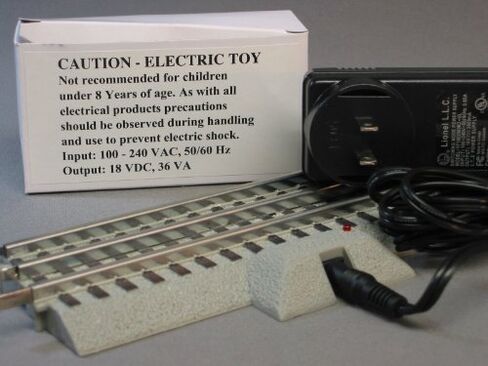 CAUTION - ELECTRIC TOY
Not recommended for children
under 8 Years of age. As with all
electrical products precautions
should be observed during handling
and use to prevent electric shock.
Input: 100 - 240 VAC, 50/60 Hz
Output: 18 VDC, 36 VA
Lionel L.L.C.